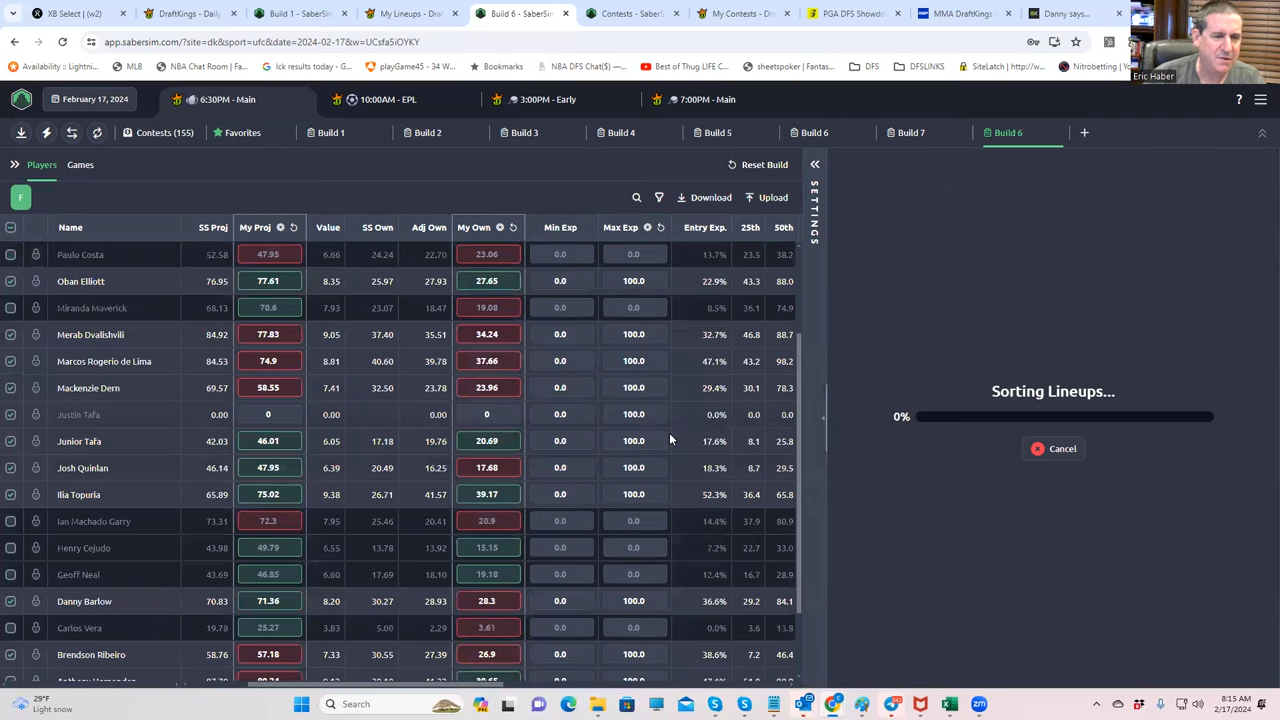 XB Select () (2)
DraftKings - Daily
Build 1 - SaberSim
My Lineups -
Build 6 - SaberSim
Contests - SaberS
My Contests - Dra
PGA DFS Showdo
MMA DraftKings
Danny says...
app.sabersim.com/?site=dk&sport=ufc&date=2024-02-17&w=UCsfa5iOYKY
Availability :: Lightni...
MLB
NBA Chat Room
Ick results today -
playGame45 - 34 W...
Bookmarks
NBA DFS Chat($)
Best of Thug LIFE C...
sheetspoker | Fantas...
DFS
DFSLINKS
SiteLatch | http://w...
Nitrobetting | Your
Eric Haber
February 17, 2024
6:30PM - Main
10:00AM - EPL
3:00PM - Early
7:00PM - Main
?
Contests (155)
Favorites
Build 1
Build 2
Build 3
Build 4
Build 5
Build 6
Build 7
Build 6
Players Games
Reset Build
F
Download
Upload
SETTINGS
Name SS Proj My Proj Value SS Own Adj Own My Own Min Exp Max Exp Entry Exp. 25th 50th
Paulo Costa 52.58 47.95 6.66 24.24 22.70 23.06 0.0 0.0 13.7% 23.5 38.2
Oban Elliott 76.95 77.61 8.35 25.97 27.93 27.65 0.0 100.0 22.9% 43.3 88.0
Miranda Maverick 70.6 7.93 23.07 18.47 19.08 0.0 0.0 8.5% 36.1 74.9
Merab Dvalishvili 84.92 77.83 9.05 37.40 35.51 34.24 0.0 100.0 32.7% 46.8 88.7
Marcos Rogerio de Lima 84.53 74.9 8.81 40.60 39.78 37.66 0.0 100.0 47.1% 43.2 98.2
Mackenzie Dern 69.57 58.55 7.41 32.50 23.78 23.96 0.0 100.0 29.4% 30.1 78.3
Justin Tafa 0.00 0 0.00 0.00 0 0.0 100.0 0.0% 0.0 0.0
Junior Tafa 42.03 46.01 6.05 17.18 19.76 20.69 0.0 100.0 17.6% 8.1 25.8
Josh Quinlan 46.14 47.95 6.39 20.49 16.25 17.68 0.0 100.0 18.3% 8.7 29.5
Ilia Topuria 65.89 75.02 9.38 26.71 41.57 39.17 0.0 100.0 52.3% 36.4 65.8
Ian Machado Garry 73.31 72.3 7.95 25.46 20.41 20.9 0.0 0.0 14.4% 37.9 80.9
Henry Cejudo 43.98 49.79 6.55 13.78 13.92 15.15 0.0 0.0 7.2% 22.7 33.0
Geoff Neal 43.69 46.85 6.60 17.69 18.10 19.18 0.0 0.0 12.4% 16.7 28.9
Danny Barlow 70.83 71.36 8.20 30.27 28.93 28.3 0.0 100.0 36.6% 29.2 84.1
Carlos Vera 19.78 25.27 3.83 5.00 2.29 3.61 0.0 0.0 0.0% 3.6 13.8
Brendson Ribeiro 58.76 57.18 7.33 30.55 27.39 26.9 0.0 100.0 38.6% 7.2 46.4
Anthony Hernandez
Sorting Lineups...
0%
Cancel
29°F
Light snow
Search
8:15 AM
2/17/2024